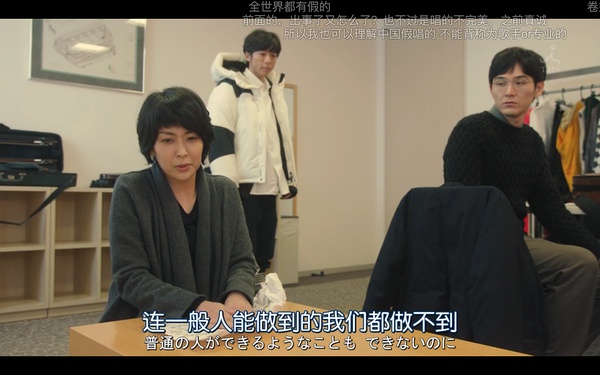 全世界都有假的
卷
前面的、出事了又怎么了？也不过是唱的不完美、之前真诚
所以我也可以理解中国假唱的 不能背称为歌手or专业的
连一般人能做到的我们都做不到
普通の人ができるようなことも できないのに